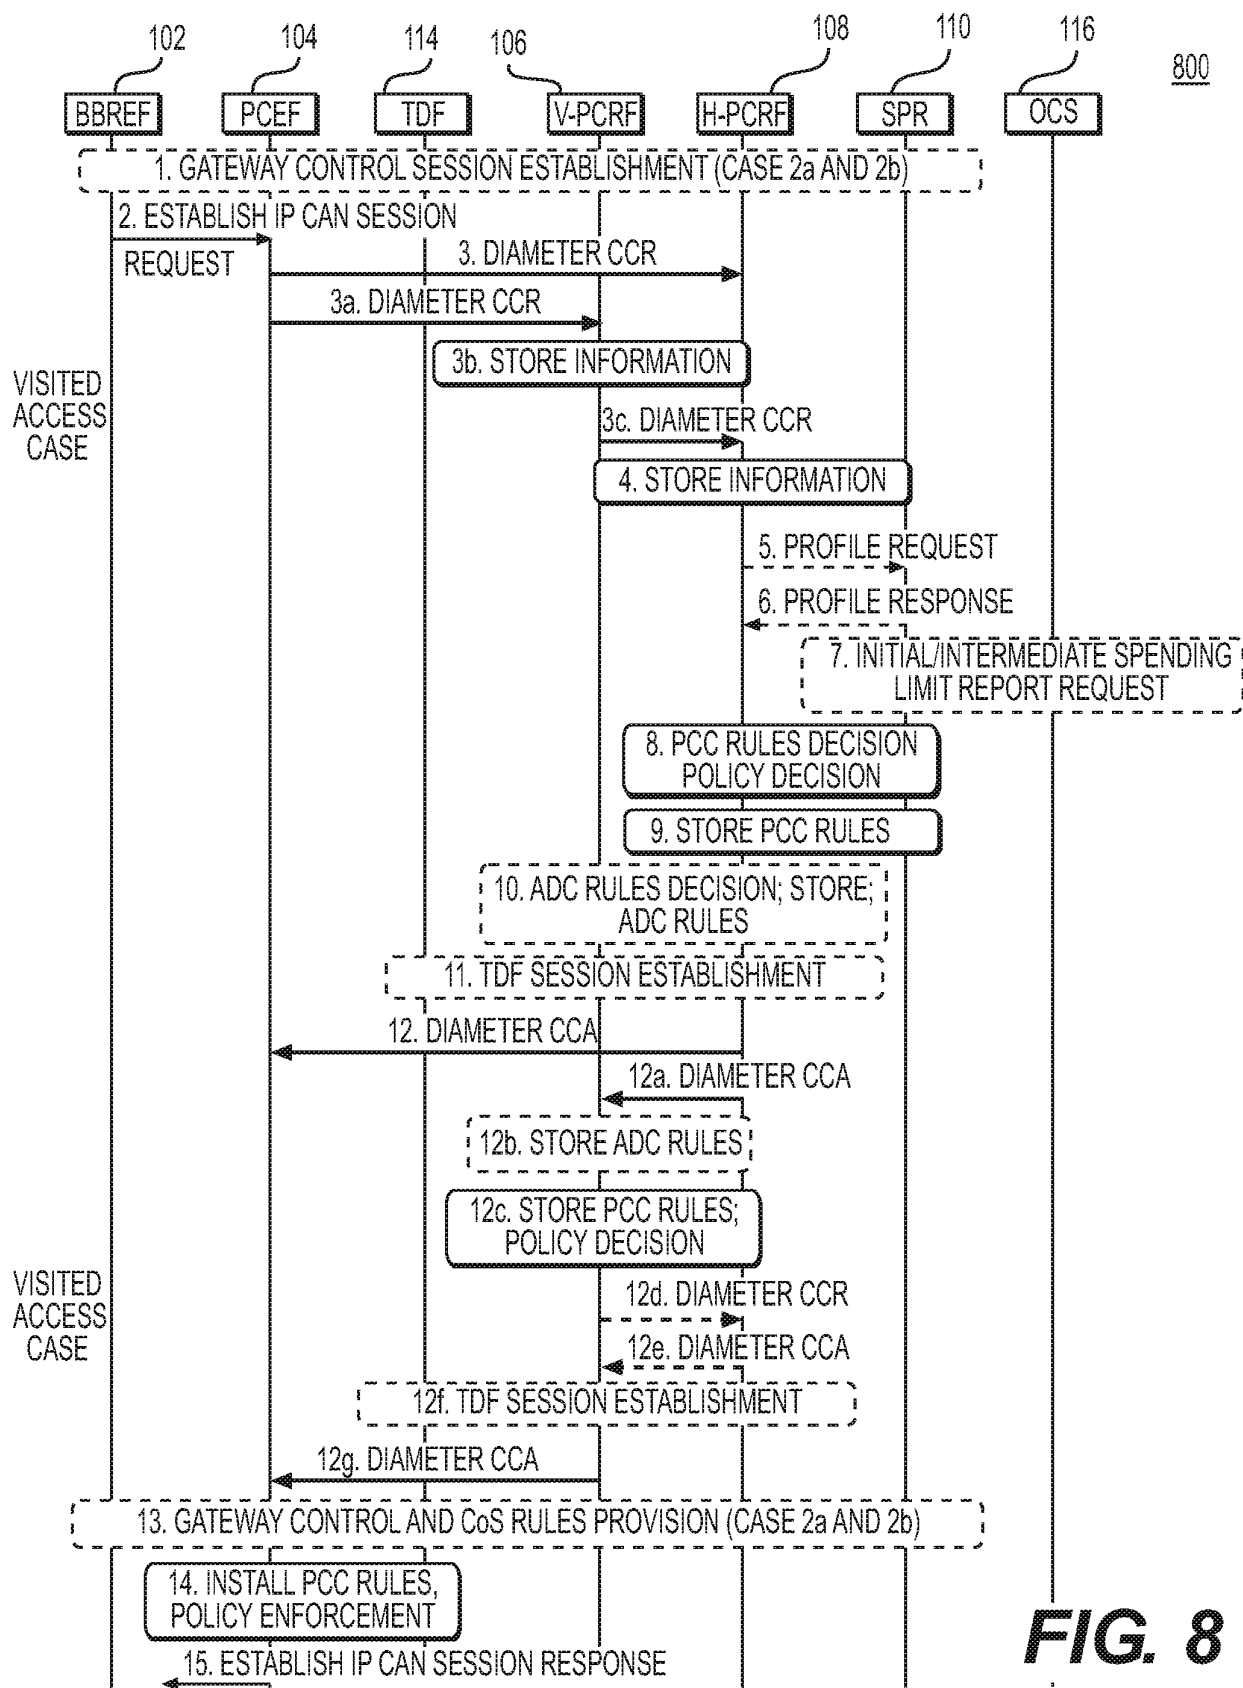 102
104
114
106
108
110
116
800
BBREF
PCEF
TDF
V-PCRF
H-PCRF
SPR
OCS
1. GATEWAY CONTROL SESSION ESTABLISHMENT (CASE 2a AND 2b)
2. ESTABLISH IP CAN SESSION
REQUEST
3. DIAMETER CCR
3a. DIAMETER CCR
3b. STORE INFORMATION
VISITED
ACCESS
CASE
3c. DIAMETER CCR
4. STORE INFORMATION
5. PROFILE REQUEST
6. PROFILE RESPONSE
7. INITIAL/INTERMEDIATE SPENDING
LIMIT REPORT REQUEST
8. PCC RULES DECISION
POLICY DECISION
9. STORE PCC RULES
10. ADC RULES DECISION; STORE;
ADC RULES
11. TDF SESSION ESTABLISHMENT
12. DIAMETER CCA
12a. DIAMETER CCA
12b. STORE ADC RULES
12c. STORE PCC RULES;
POLICY DECISION
VISITED
ACCESS
CASE
12d. DIAMETER CCR
12e. DIAMETER CCA
12f. TDF SESSION ESTABLISHMENT
12g. DIAMETER CCA
13. GATEWAY CONTROL AND CoS RULES PROVISION (CASE 2a AND 2b)
14. INSTALL PCC RULES,
POLICY ENFORCEMENT
15. ESTABLISH IP CAN SESSION RESPONSE
FIG. 8